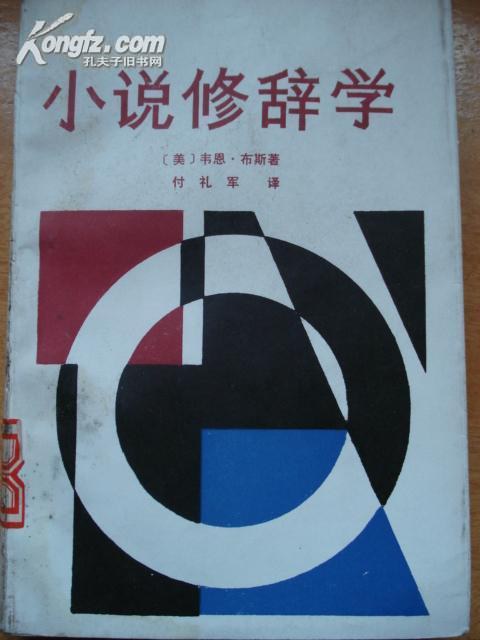 Kongfz.com
孔夫子旧书网
小说修辞学
〔美〕韦恩·布斯著
付礼军 译